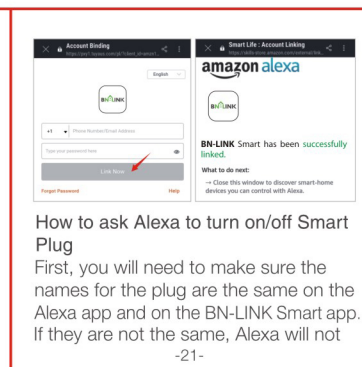 Account Binding
English
BN-LINK
+1 Phone Number/Email Address
Type your password here
Link Now
Forgot Password Help
Smart Life : Account Linking
amazon alexa
BN-LINK
BN-LINK Smart has been successfully
linked.
What to do next:
→ Close this window to discover smart-home
devices you can control with Alexa.
How to ask Alexa to turn on/off Smart
Plug
First, you will need to make sure the
names for the plug are the same on the
Alexa app and on the BN-LINK Smart app.
If they are not the same, Alexa will not
-21-